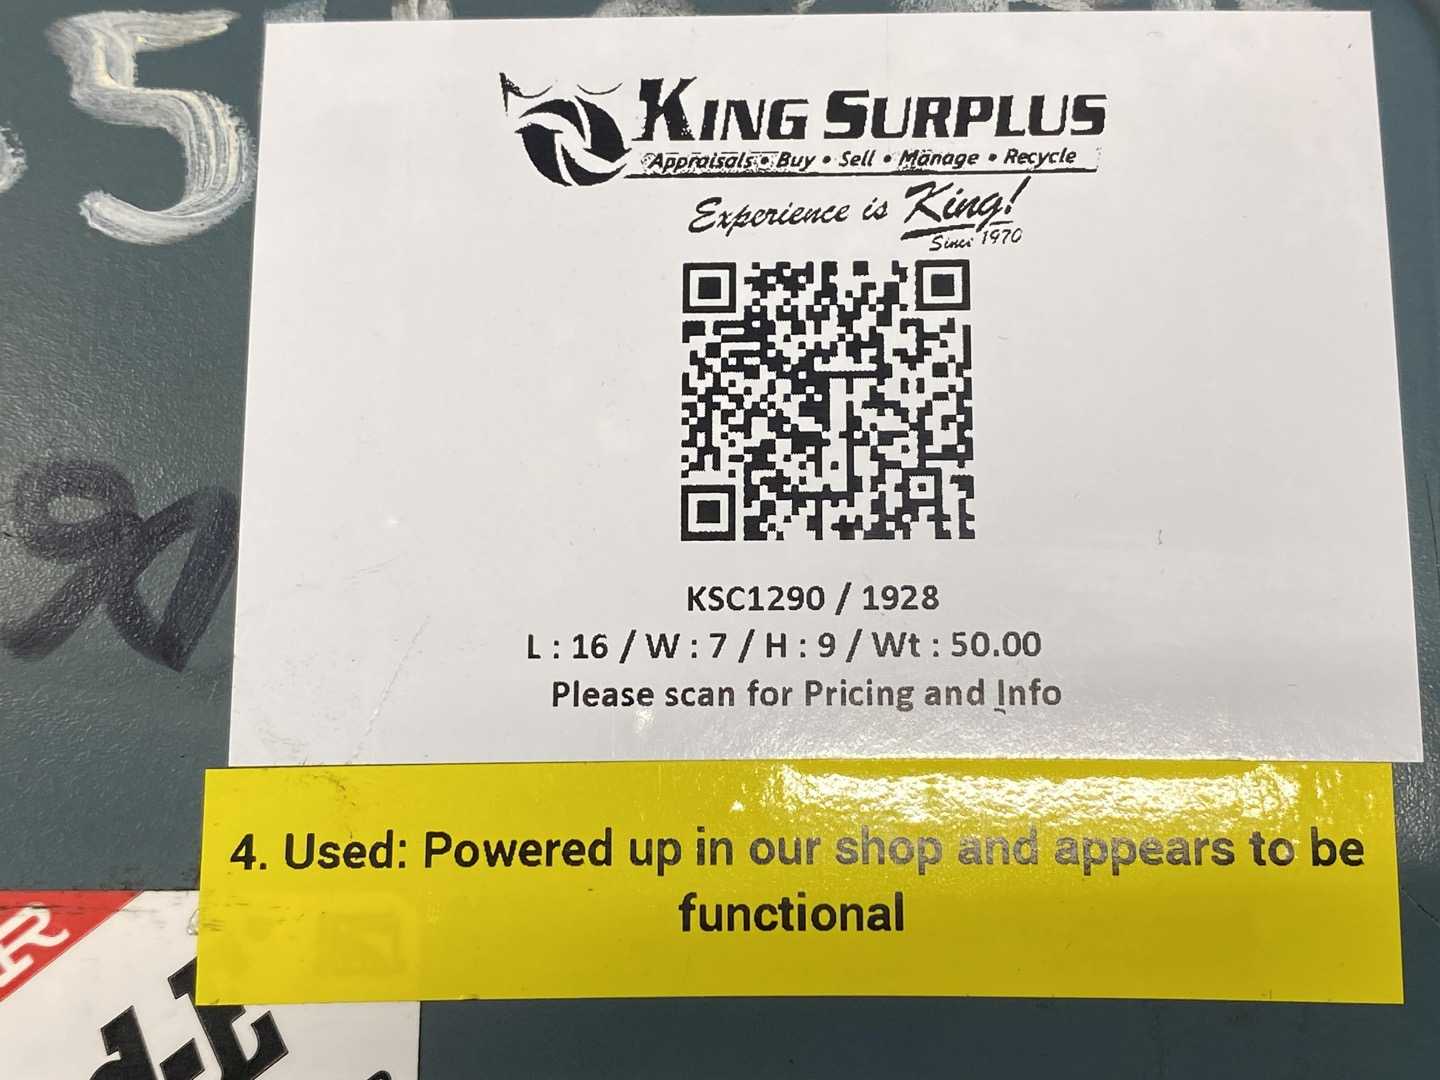 5
KING SURPLUS
Appraisals • Buy • Sell • Manage • Recycle
Experience is King!
Since 1970
KSC1290 / 1928
L : 16 / W : 7 / H : 9 / Wt : 50.00
Please scan for Pricing and Info
4. Used: Powered up in our shop and appears to be
functional